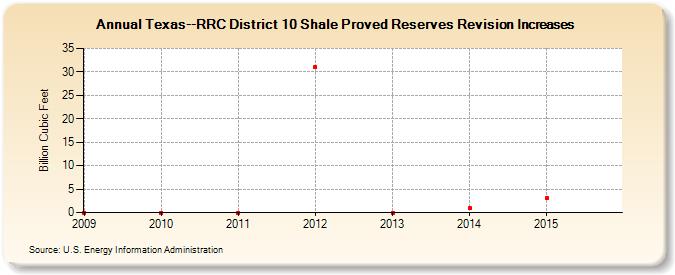 Annual Texas--RRC District 10 Shale Proved Reserves Revision Increases
Billion Cubic Feet
35
30
25
20
15
10
5
0
2009 2010 2011 2012 2013 2014 2015
Source: U.S. Energy Information Administration